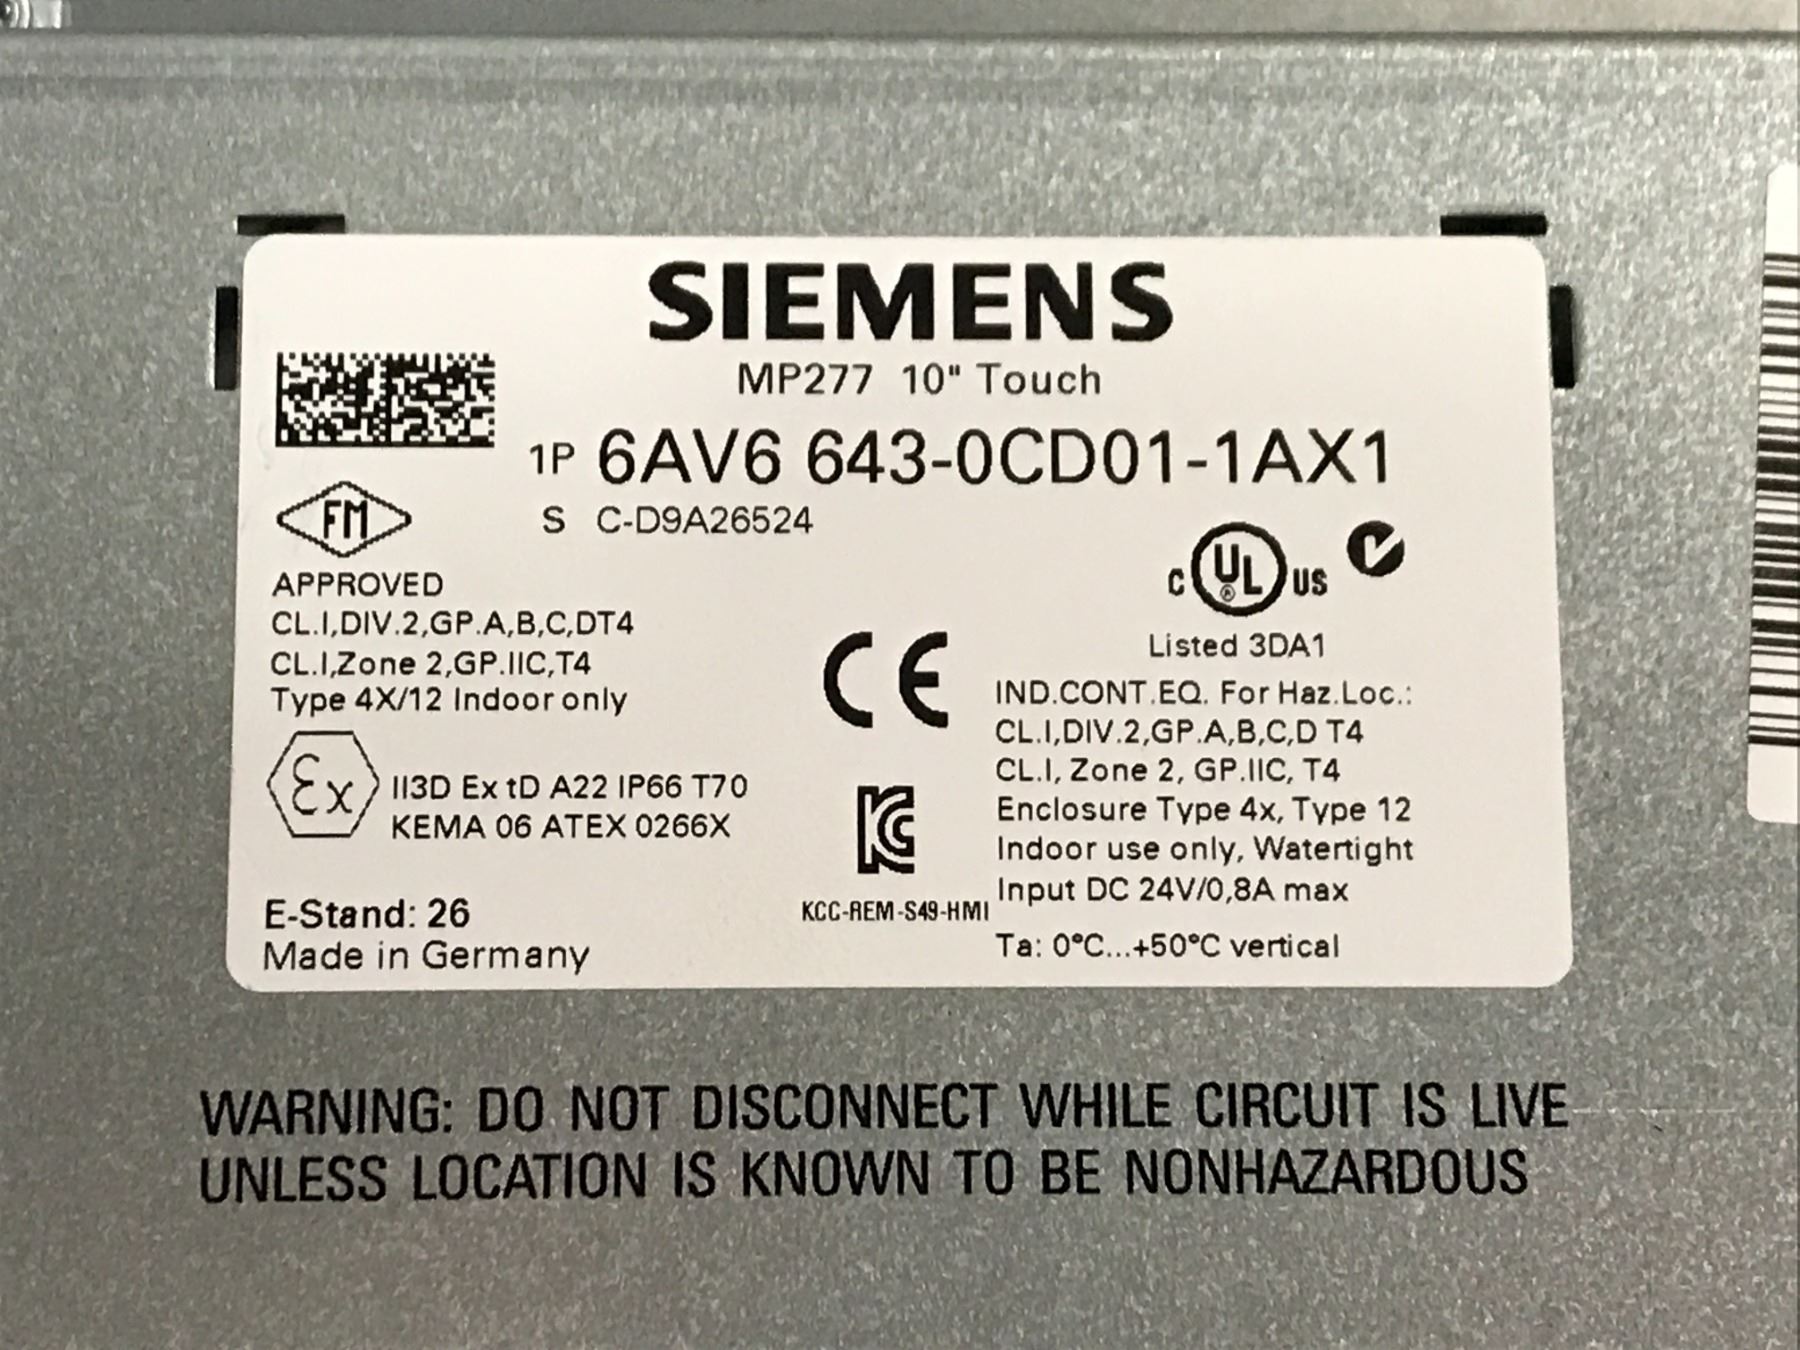 SIEMENS
MP277 10" Touch
1P 6AV6 643-0CD01-1AX1
S C-D9A26524
FM
APPROVED
CL.I,DIV.2,GP.A,B,C,DT4
CL.I,Zone 2,GP.IIC,T4
Type 4X/12 Indoor only
Ex II3D Ex tD A22 IP66 T70
KEMA 06 ATEX 0266X
E-Stand: 26
Made in Germany
CE
KC
KCC-REM-S49-HMI
C UL® US
Listed 3DA1
IND.CONT.EQ. For Haz.Loc.:
CL.I,DIV.2,GP.A,B,C,D T4
CL.I, Zone 2, GP.IIC, T4
Enclosure Type 4x, Type 12
Indoor use only, Watertight
Input DC 24V/0,8A max
Ta: 0°C...+50°C vertical
WARNING: DO NOT DISCONNECT WHILE CIRCUIT IS LIVE
UNLESS LOCATION IS KNOWN TO BE NONHAZARDOUS